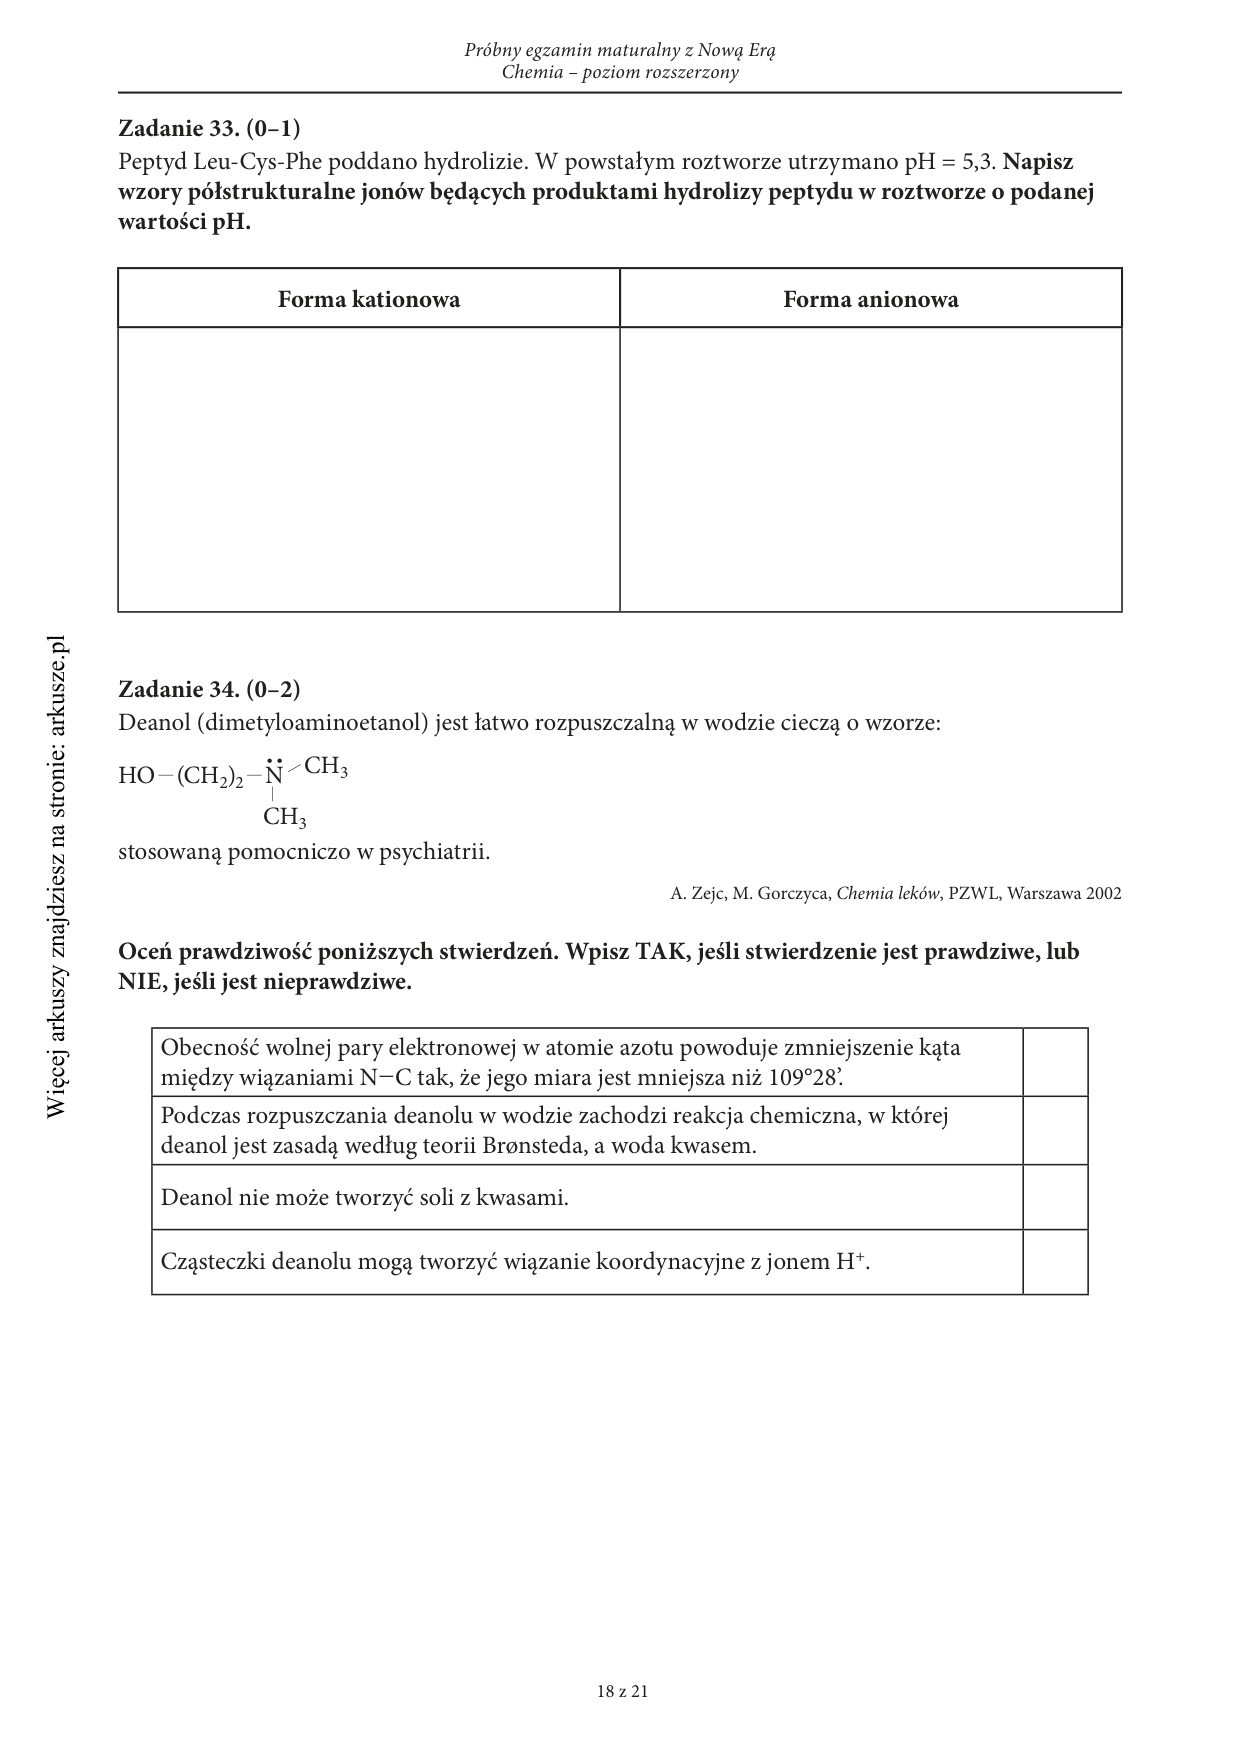 Próbny egzamin maturalny z Nową Erą
Chemia – poziom rozszerzony
Zadanie 33. (0–1)
Peptyd Leu-Cys-Phe poddano hydrolizie. W powstałym roztworze utrzymano pH = 5,3. Napisz
wzory półstrukturalne jonów będących produktami hydrolizy peptydu w roztworze o podanej
wartości pH.
Forma kationowa
Forma anionowa
Zadanie 34. (0–2)
Deanol (dimetyloaminoetanol) jest łatwo rozpuszczalną w wodzie cieczą o wzorze:
HO–(CH₂)₂–N̈–CH₃
|
CH₃
stosowaną pomocniczo w psychiatrii.
A. Zejc, M. Gorczyca, Chemia leków, PZWL, Warszawa 2002
Oceń prawdziwość poniższych stwierdzeń. Wpisz TAK, jeśli stwierdzenie jest prawdziwe, lub
NIE, jeśli jest nieprawdziwe.
Obecność wolnej pary elektronowej w atomie azotu powoduje zmniejszenie kąta
między wiązaniami N−C tak, że jego miara jest mniejsza niż 109°28’.
Podczas rozpuszczania deanolu w wodzie zachodzi reakcja chemiczna, w której
deanol jest zasadą według teorii Brønsteda, a woda kwasem.
Deanol nie może tworzyć soli z kwasami.
Cząsteczki deanolu mogą tworzyć wiązanie koordynacyjne z jonem H⁺.
18 z 21
Więcej arkuszy znajdziesz na stronie: arkusze.pl